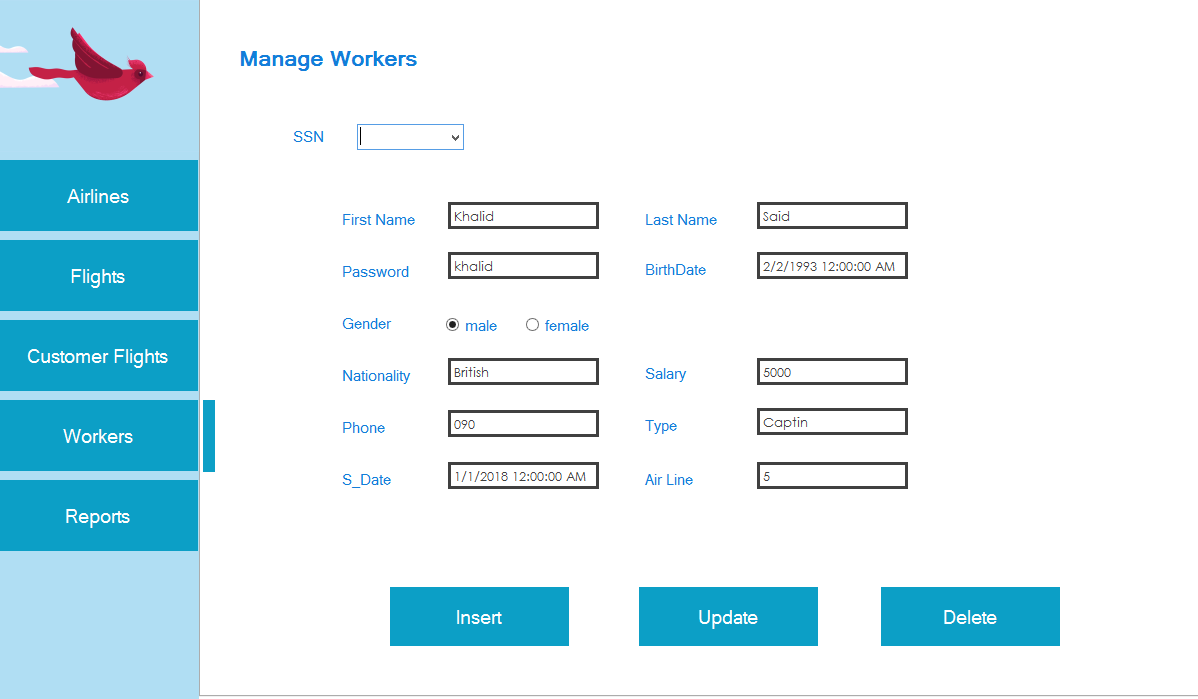 Manage Workers
SSN
Airlines
Flights
Customer Flights
Workers
Reports
First Name Khalid Last Name Said
Password khalid BirthDate 2/2/1993 12:00:00 AM
Gender male female
Nationality British Salary 5000
Phone 090 Type Captin
S_Date 1/1/2018 12:00:00 AM Air Line 5
Insert Update Delete